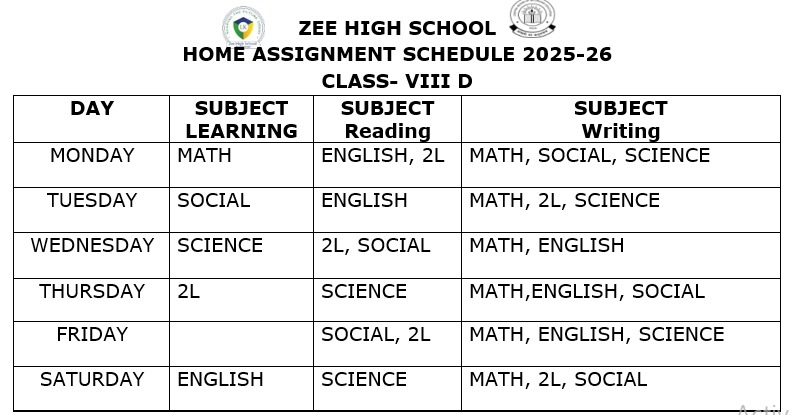 ZEE HIGH SCHOOL
HOME ASSIGNMENT SCHEDULE 2025-26
CLASS- VIII D
DAY SUBJECT LEARNING SUBJECT Reading SUBJECT Writing
MONDAY MATH ENGLISH, 2L MATH, SOCIAL, SCIENCE
TUESDAY SOCIAL ENGLISH MATH, 2L, SCIENCE
WEDNESDAY SCIENCE 2L, SOCIAL MATH, ENGLISH
THURSDAY 2L SCIENCE MATH,ENGLISH, SOCIAL
FRIDAY SOCIAL, 2L MATH, ENGLISH, SCIENCE
SATURDAY ENGLISH SCIENCE MATH, 2L, SOCIAL